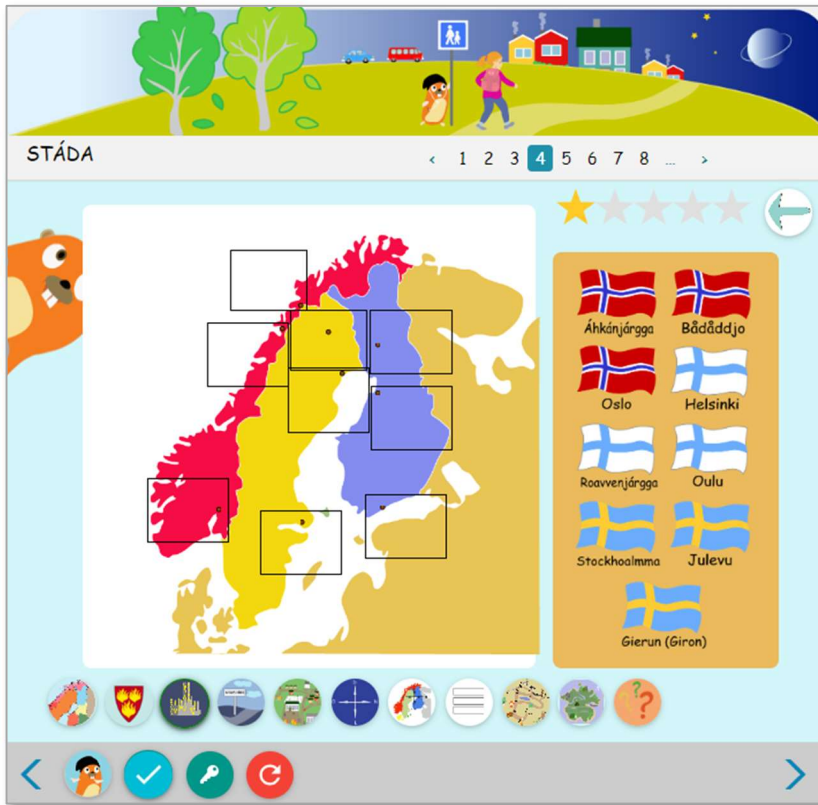 STÁDA
‹ 1 2 3 4 5 6 7 8 ... ›
Áhkánjárgga Bådåddjo
Oslo Helsinki
Roavvenjárgga Oulu
Stockhoalmma Julevu
Gierun (Giron)